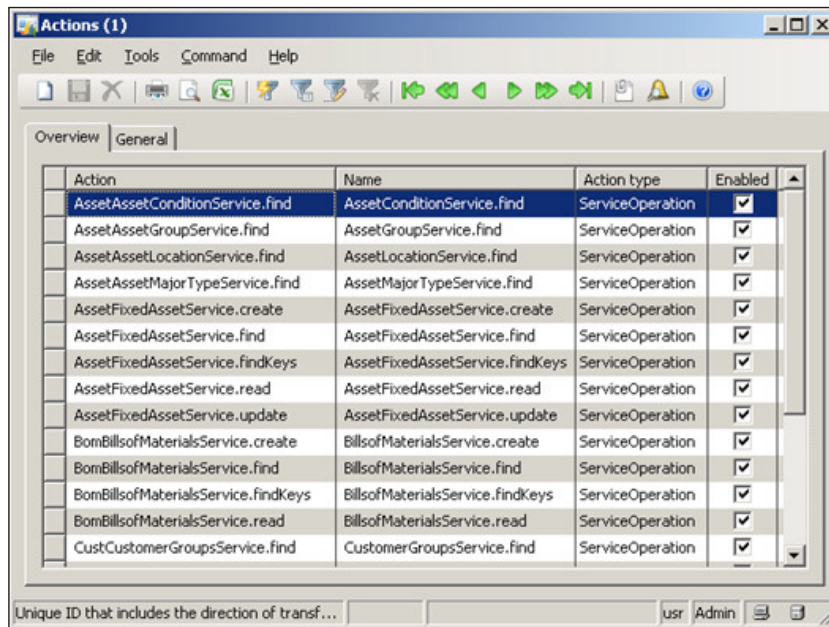 Actions (1)
File Edit Tools Command Help
Overview General
Action Name Action type Enabled
AssetAssetConditionService.find AssetConditionService.find ServiceOperation
AssetAssetGroupService.find AssetGroupService.find ServiceOperation
AssetAssetLocationService.find AssetLocationService.find ServiceOperation
AssetAssetMajorTypeService.find AssetMajorTypeService.find ServiceOperation
AssetFixedAssetService.create AssetFixedAssetService.create ServiceOperation
AssetFixedAssetService.find AssetFixedAssetService.find ServiceOperation
AssetFixedAssetService.findKeys AssetFixedAssetService.findKeys ServiceOperation
AssetFixedAssetService.read AssetFixedAssetService.read ServiceOperation
AssetFixedAssetService.update AssetFixedAssetService.update ServiceOperation
BomBillsofMaterialsService.create BillsofMaterialsService.create ServiceOperation
BomBillsofMaterialsService.find BillsofMaterialsService.find ServiceOperation
BomBillsofMaterialsService.findKeys BillsofMaterialsService.findKeys ServiceOperation
BomBillsofMaterialsService.read BillsofMaterialsService.read ServiceOperation
CustCustomerGroupsService.find CustomerGroupsService.find ServiceOperation
Unique ID that includes the direction of transf... usr Admin